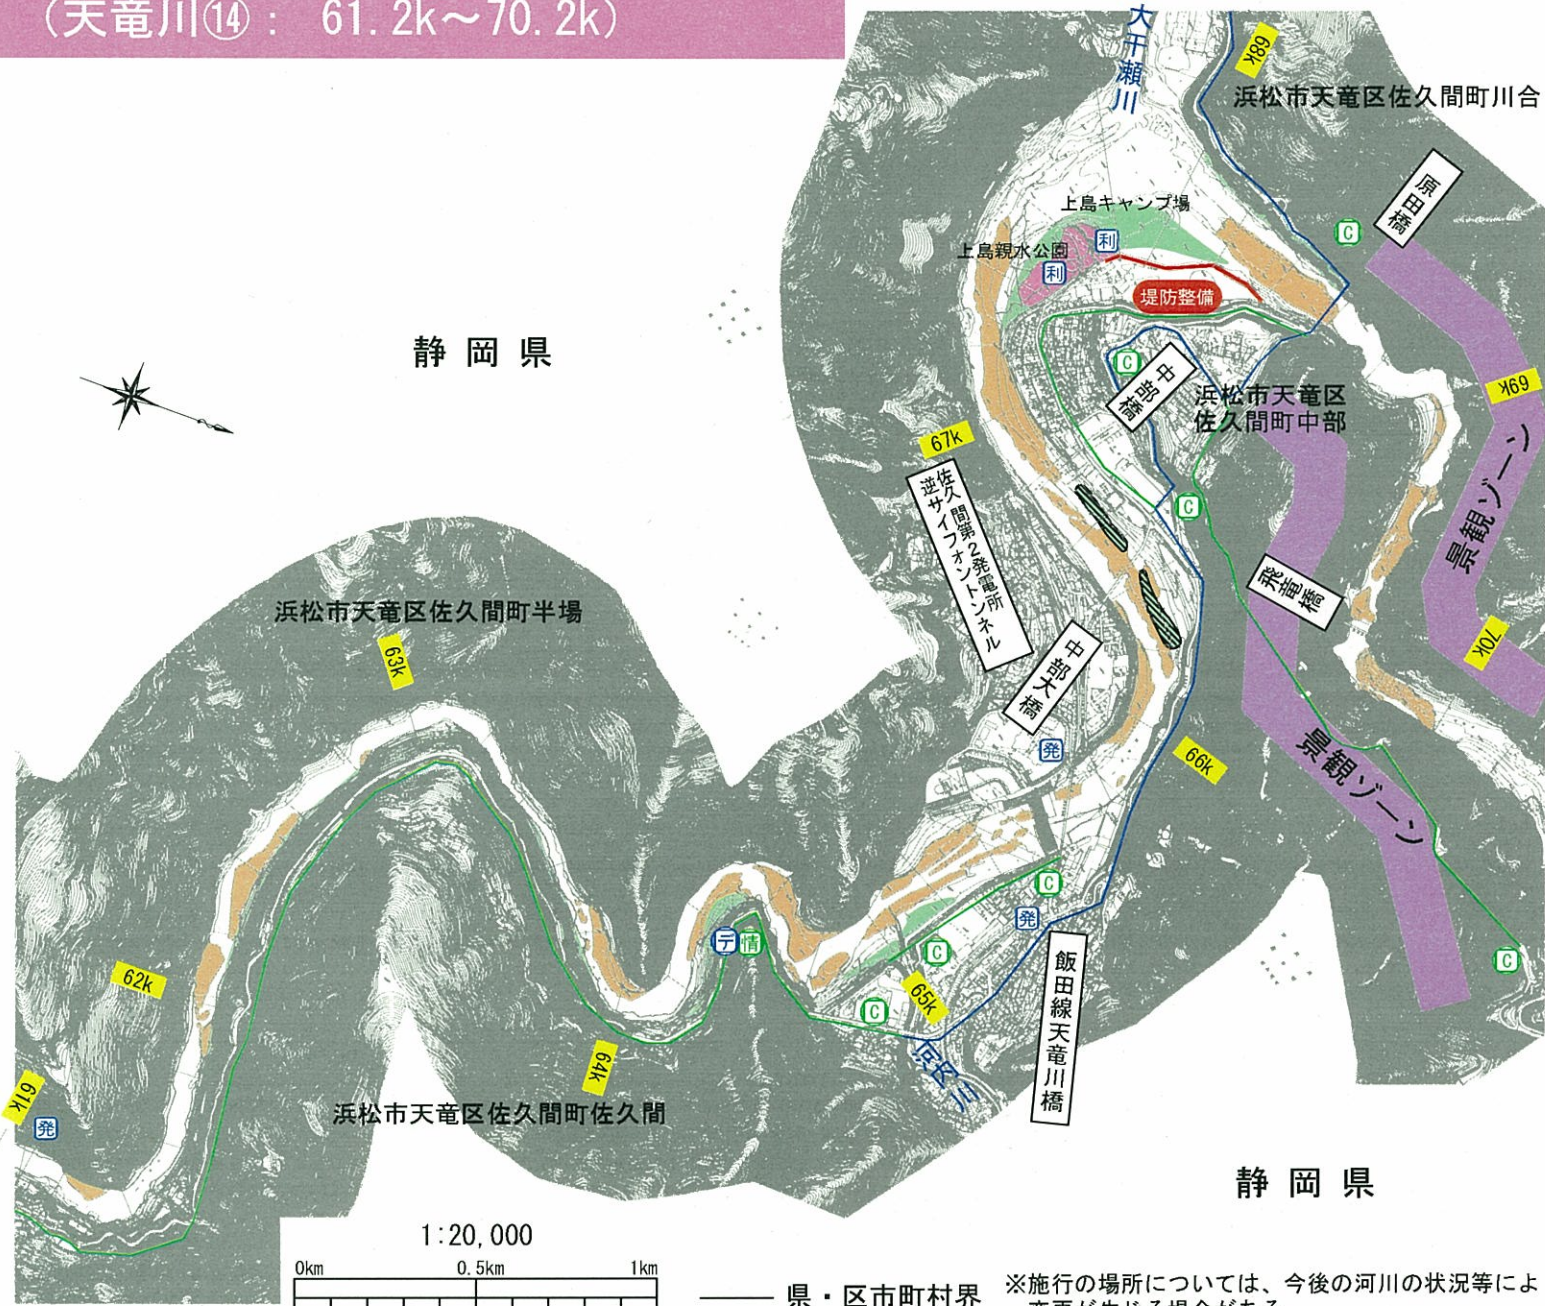 (天竜川⑭： 61.2k～70.2k)
大千瀬川
68k
浜松市天竜区佐久間町川合
原田橋
C
上島キャンプ場
利
上島親水公園
利
堤防整備
静岡県
C
中部橋
浜松市天竜区
佐久間町中部
69k
景観ゾーン
67k
佐久間第2発電所
逆サイフォントンネル
C
飛竜橋
70k
浜松市天竜区佐久間町半場
63k
中部大橋
発
66k
景観ゾーン
C
発
デ
情
C
C
62k
65k
C
飯田線天竜川橋
河内川
64k
61k
発
浜松市天竜区佐久間町佐久間
静岡県
1:20,000
0km 0.5km 1km
県・区市町村界
※施行の場所については、今後の河川の状況等によ